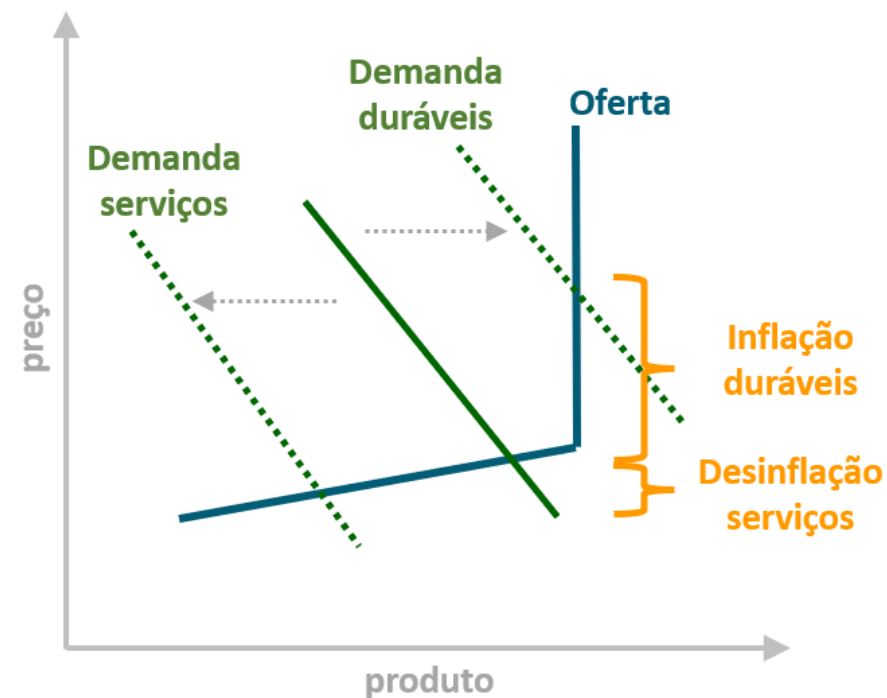 Demanda
duráveis
Oferta
Demanda
serviços
preço
Inflação
duráveis
Desinflação
serviços
produto